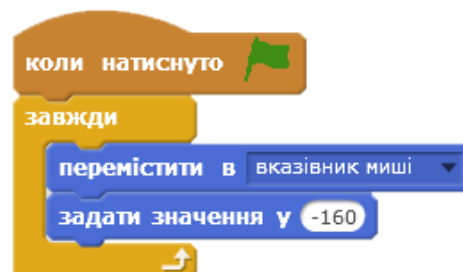 коли натиснуто
завжди
перемістити в вказівник миші
задати значення y -160